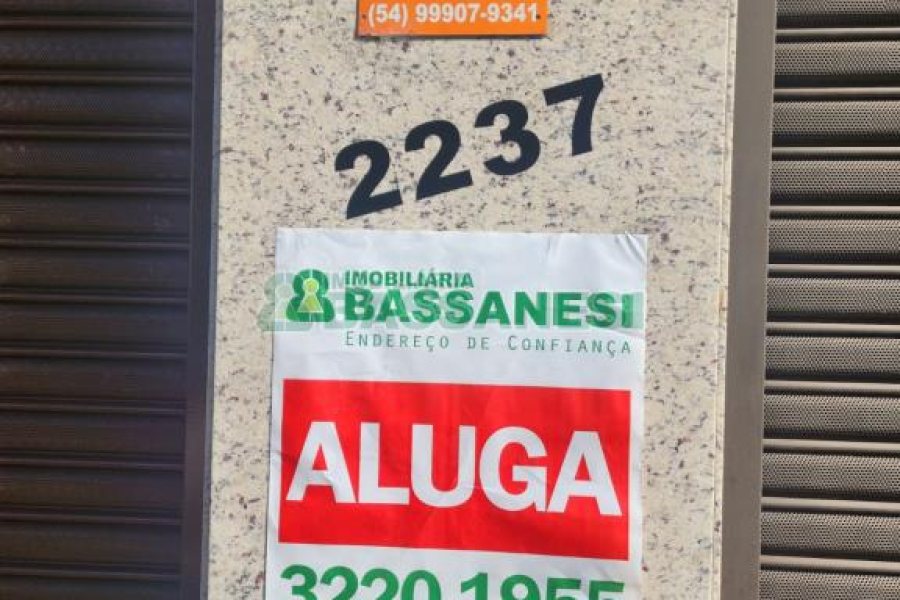 (54) 99907-9341
2237
IMOBILIÁRIA
BASSANESI
ENDEREÇO DE CONFIANÇA
ALUGA
3220.1955